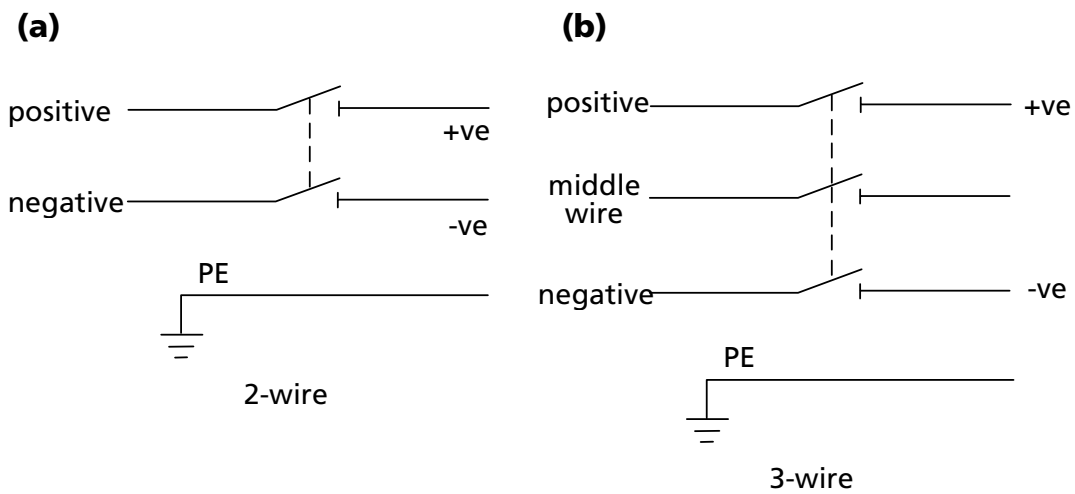 (a)
positive
+ve
negative
-ve
PE
2-wire
(b)
positive
+ve
middle
wire
negative
-ve
PE
3-wire